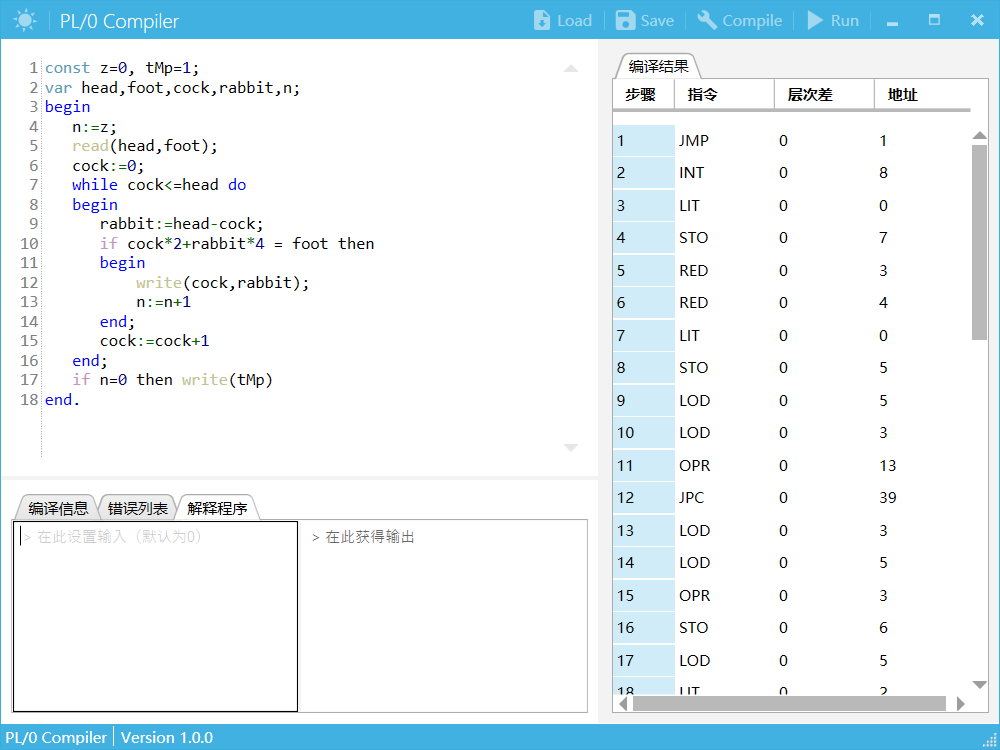 PL/0 Compiler
Load Save Compile Run
1 const z=0, tMp=1;
2 var head,foot,cock,rabbit,n;
3 begin
4 n:=z;
5 read(head,foot);
6 cock:=0;
7 while cock<=head do
8 begin
9 rabbit:=head-cock;
10 if cock*2+rabbit*4 = foot then
11 begin
12 write(cock,rabbit);
13 n:=n+1
14 end;
15 cock:=cock+1
16 end;
17 if n=0 then write(tMp)
18 end.
编译信息 错误列表 解释程序
> 在此设置输入（默认为0）
> 在此获得输出
编译结果
步骤 指令 层次差 地址
1 JMP 0 1
2 INT 0 8
3 LIT 0 0
4 STO 0 7
5 RED 0 3
6 RED 0 4
7 LIT 0 0
8 STO 0 5
9 LOD 0 5
10 LOD 0 3
11 OPR 0 13
12 JPC 0 39
13 LOD 0 3
14 LOD 0 5
15 OPR 0 3
16 STO 0 6
17 LOD 0 5
18 LIT 0 2
PL/0 Compiler Version 1.0.0